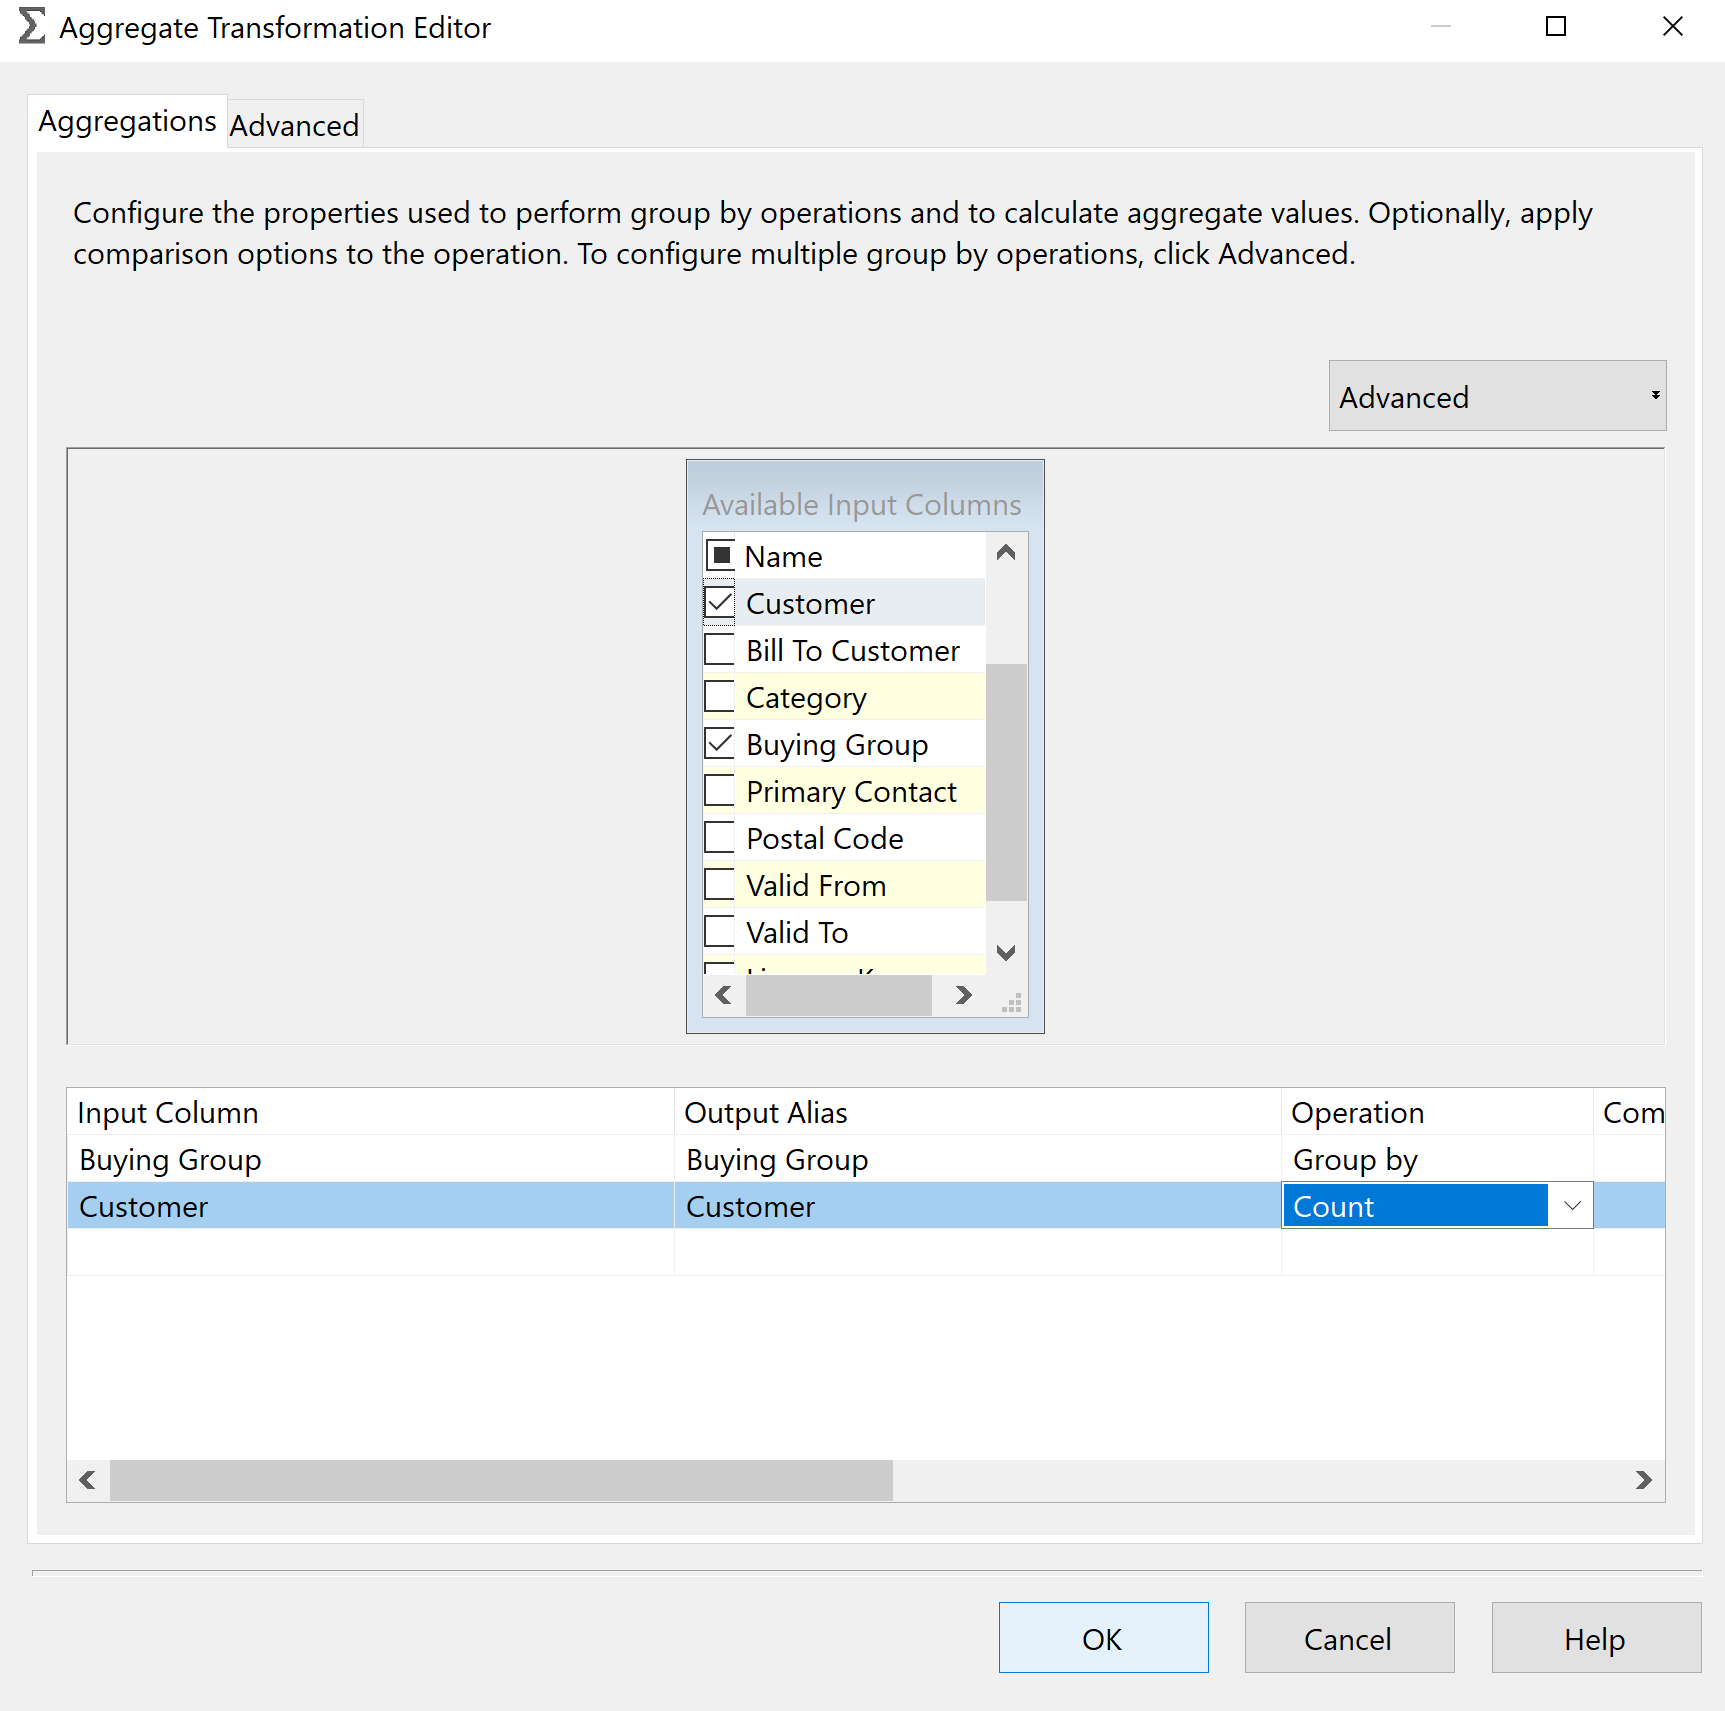 Aggregate Transformation Editor
Aggregations
Advanced
Configure the properties used to perform group by operations and to calculate aggregate values. Optionally, apply
comparison options to the operation. To configure multiple group by operations, click Advanced.
Advanced
Available Input Columns
Name
Customer
Bill To Customer
Category
Buying Group
Primary Contact
Postal Code
Valid From
Valid To
Input Column Output Alias Operation Com
Buying Group Buying Group Group by
Customer Customer Count
OK Cancel Help